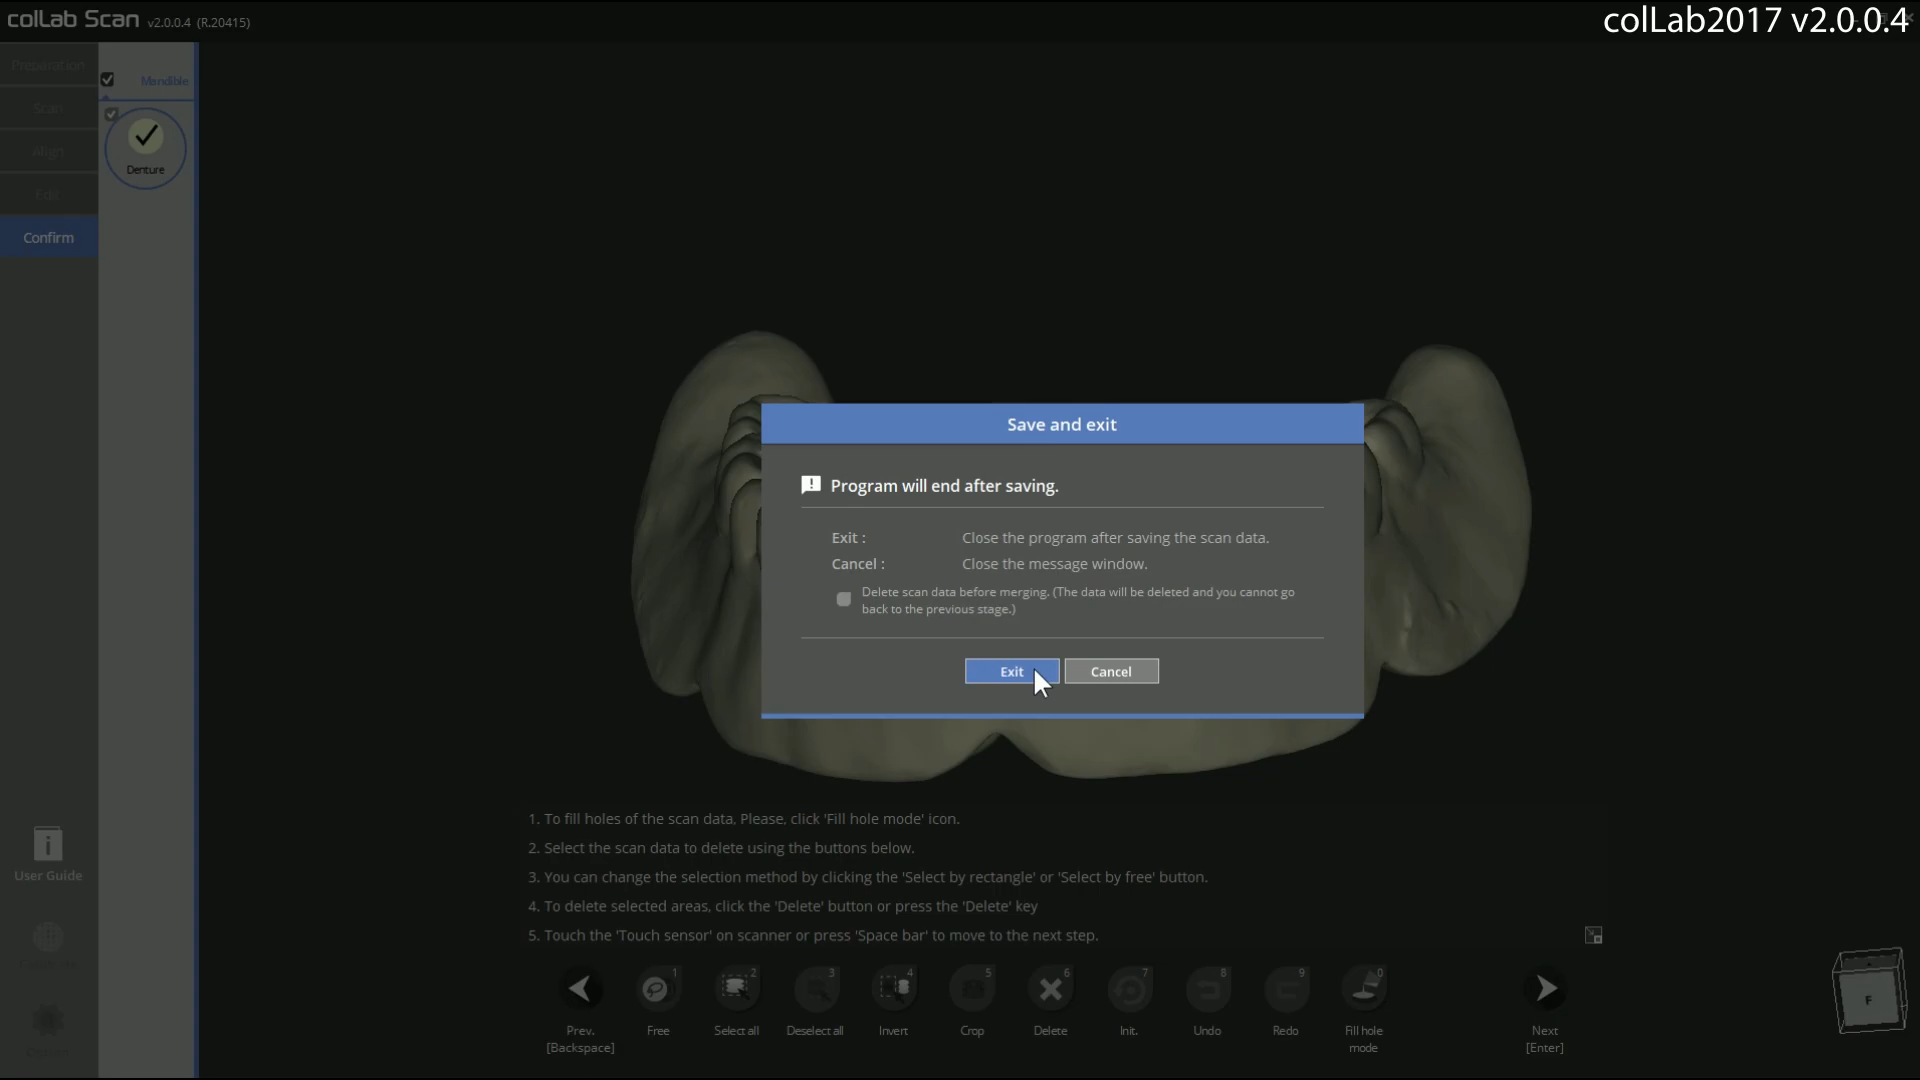 colLab Scan v2.0.0.4 (R.20415)
colLab2017 v2.0.0.4
Preparation
Scan
Align
Edit
Confirm
Mandible
Denture
Save and exit
Program will end after saving.
Exit : Close the program after saving the scan data.
Cancel : Close the message window.
Delete scan data before merging. (The data will be deleted and you cannot go
back to the previous stage.)
Exit Cancel
1. To fill holes of the scan data, Please, click 'Fill hole mode' icon.
2. Select the scan data to delete using the buttons below.
3. You can change the selection method by clicking the 'Select by rectangle' or 'Select by free' button.
4. To delete selected areas, click the 'Delete' button or press the 'Delete' key
5. Touch the 'Touch sensor' on scanner or press 'Space bar' to move to the next step.
User Guide
1 2 3 4 5 6 7 8 9 0
Prev. Free Select all Deselect all Invert Crop Delete Init. Undo Redo Fill hole Next
[Backspace] mode [Enter]
F